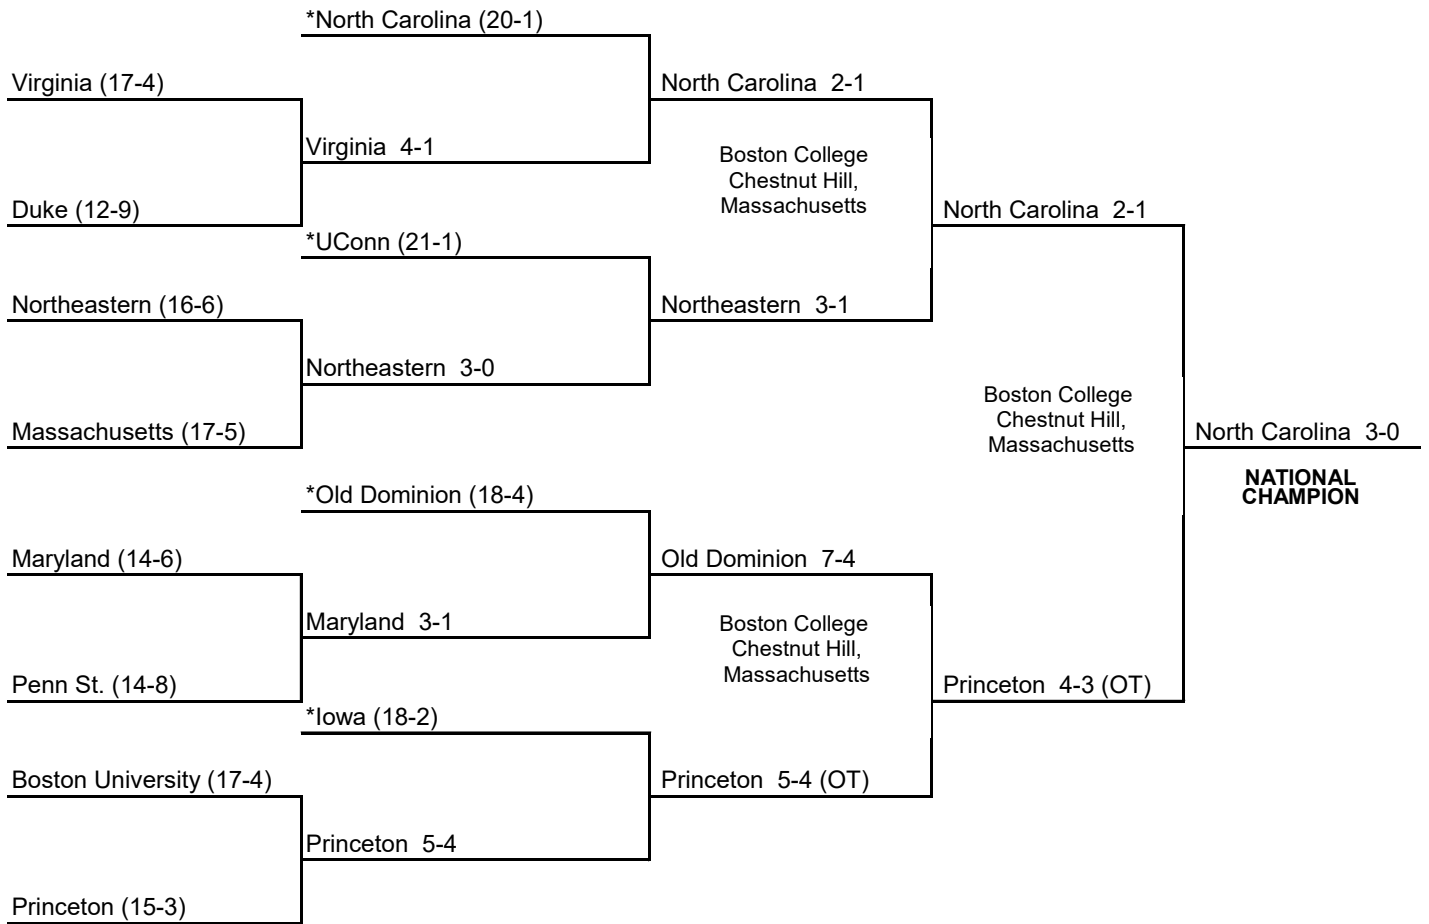 *North Carolina (20-1)
Virginia (17-4)
North Carolina 2-1
Virginia 4-1
Boston College
Chestnut Hill,
Massachusetts
Duke (12-9)
North Carolina 2-1
*UConn (21-1)
Northeastern (16-6)
Northeastern 3-1
Northeastern 3-0
Boston College
Chestnut Hill,
Massachusetts
Massachusetts (17-5)
North Carolina 3-0
NATIONAL
CHAMPION
*Old Dominion (18-4)
Maryland (14-6)
Old Dominion 7-4
Maryland 3-1
Boston College
Chestnut Hill,
Massachusetts
Penn St. (14-8)
Princeton 4-3 (OT)
*Iowa (18-2)
Boston University (17-4)
Princeton 5-4 (OT)
Princeton 5-4
Princeton (15-3)